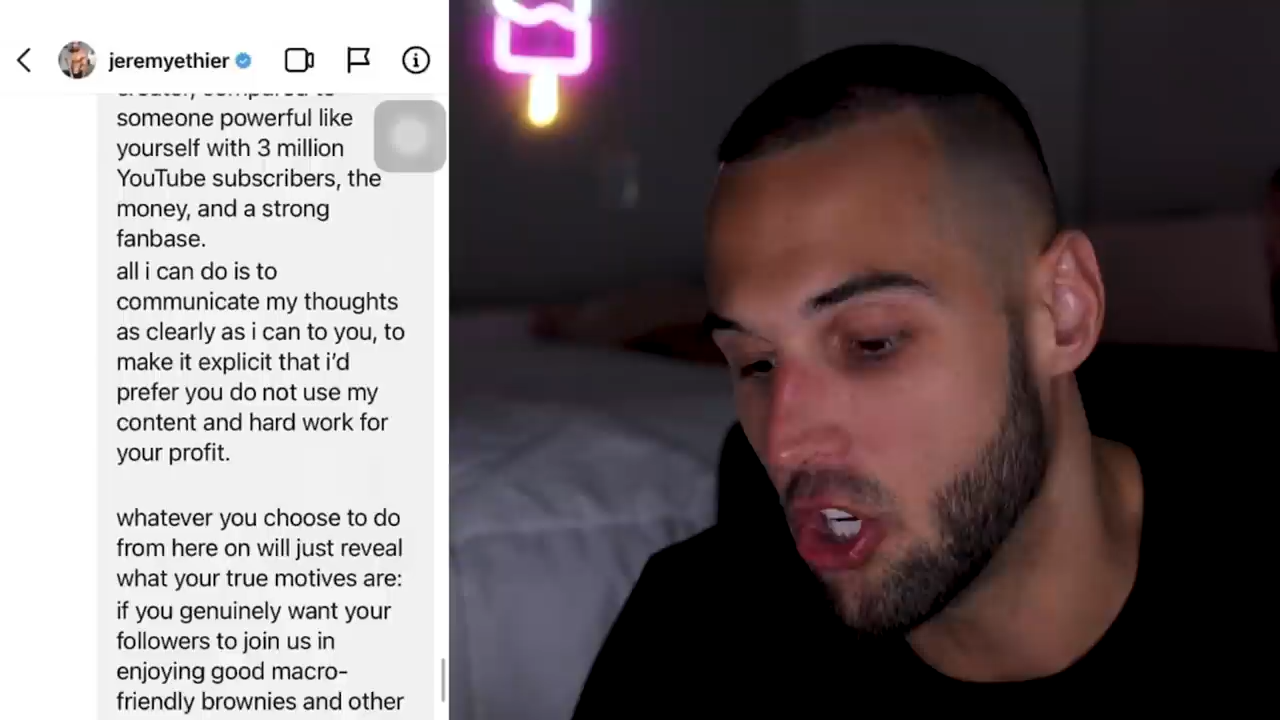 jeremyethier
someone powerful like
yourself with 3 million
YouTube subscribers, the
money, and a strong
fanbase.
all i can do is to
communicate my thoughts
as clearly as i can to you, to
make it explicit that i’d
prefer you do not use my
content and hard work for
your profit.
whatever you choose to do
from here on will just reveal
what your true motives are:
if you genuinely want your
followers to join us in
enjoying good macro-
friendly brownies and other